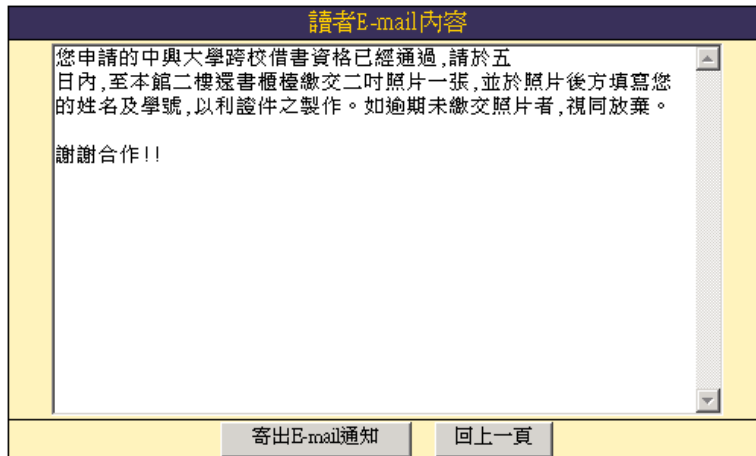 讀者E-mail內容
您申請的中興大學跨校借書資格已經通過,請於五
日內,至本館二樓還書櫃檯繳交二吋照片一張,並於照片後方填寫您
的姓名及學號,以利證件之製作。如逾期未繳交照片者,視同放棄。
謝謝合作!!
寄出E-mail通知
回上一頁